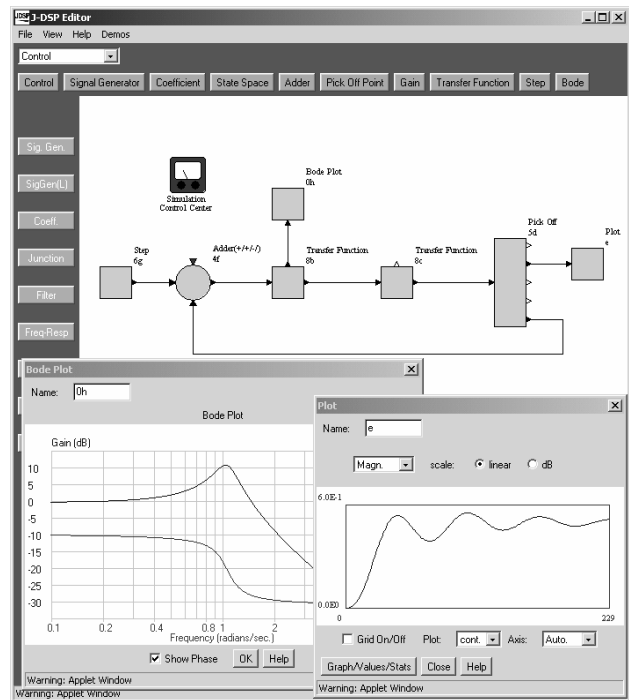 J-DSP Editor
File View Help Demos
Control
Control Signal Generator Coefficient State Space Adder Pick Off Point Gain Transfer Function Step Bode
Sig. Gen.
SigGen(L)
Coeff.
Junction
Filter
Freq-Resp
Simulation
Control Center
Bode Plot
0h
Step
6g
Adder(+/+/-/)
4f
Transfer Function
8b
Transfer Function
8c
Pick Off
5d
Plot
e
Bode Plot
Name: 0h
Bode Plot
Gain (dB)
10
5
0
-5
-10
-15
-20
-25
-30
0.1 0.2 0.4 0.8 1 2
Frequency (radians/sec.)
Show Phase OK Help
Warning: Applet Window
Warning: Applet Window
Plot
Name: e
Magn. scale: linear dB
6.0E-1
0.0E0
0 229
Grid On/Off Plot: cont. Axis: Auto.
Graph/Values/Stats Close Help
Warning: Applet Window